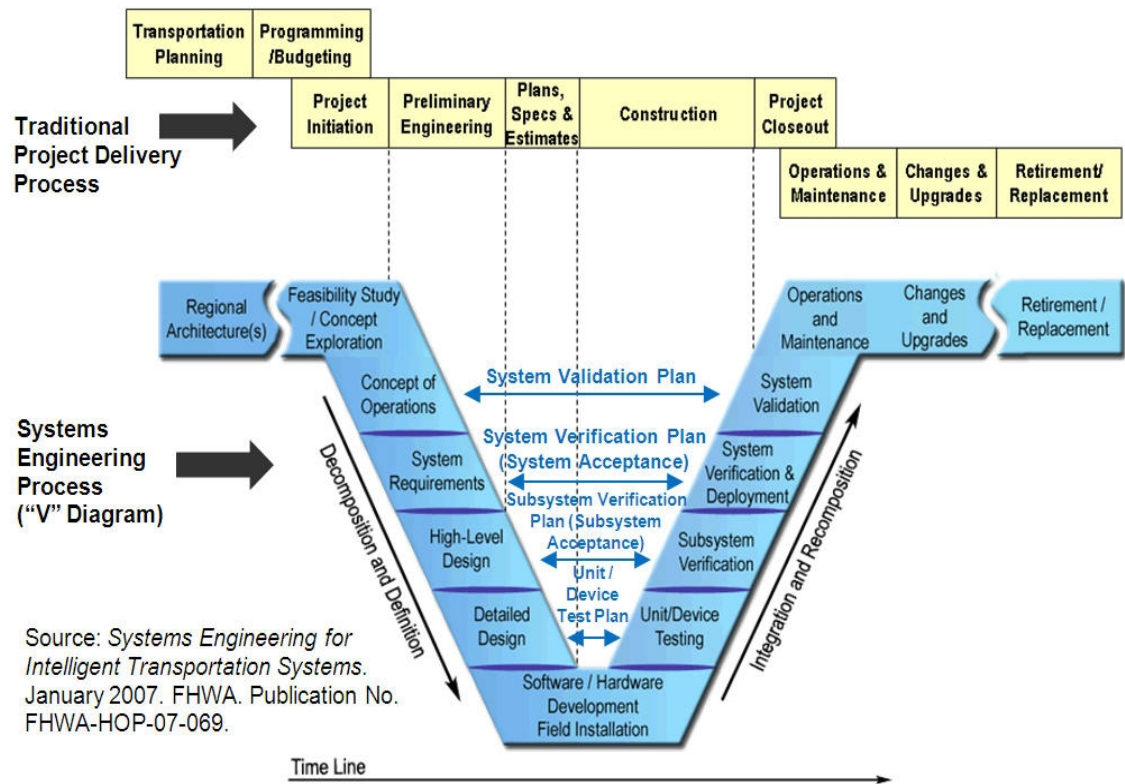 Transportation
Planning
Programming
/Budgeting
Project
Initiation
Preliminary
Engineering
Plans,
Specs &
Estimates
Construction
Project
Closeout
Operations &
Maintenance
Changes &
Upgrades
Retirement/
Replacement
Traditional
Project Delivery
Process
Regional
Architecture(s)
Feasibility Study
/ Concept
Exploration
Operations
and
Maintenance
Changes
and
Upgrades
Retirement /
Replacement
Concept of
Operations
System Validation Plan
System
Validation
Systems
Engineering
Process
("V" Diagram)
Decomposition and Definition
System
Requirements
System Verification Plan
(System Acceptance)
System
Verification &
Deployment
High-Level
Design
Subsystem Verification
Plan (Subsystem
Acceptance)
Subsystem
Verification
Integration and Recomposition
Detailed
Design
Unit /
Device
Test Plan
Unit/Device
Testing
Software / Hardware
Development
Field Installation
Source: Systems Engineering for
Intelligent Transportation Systems.
January 2007. FHWA. Publication No.
FHWA-HOP-07-069.
Time Line